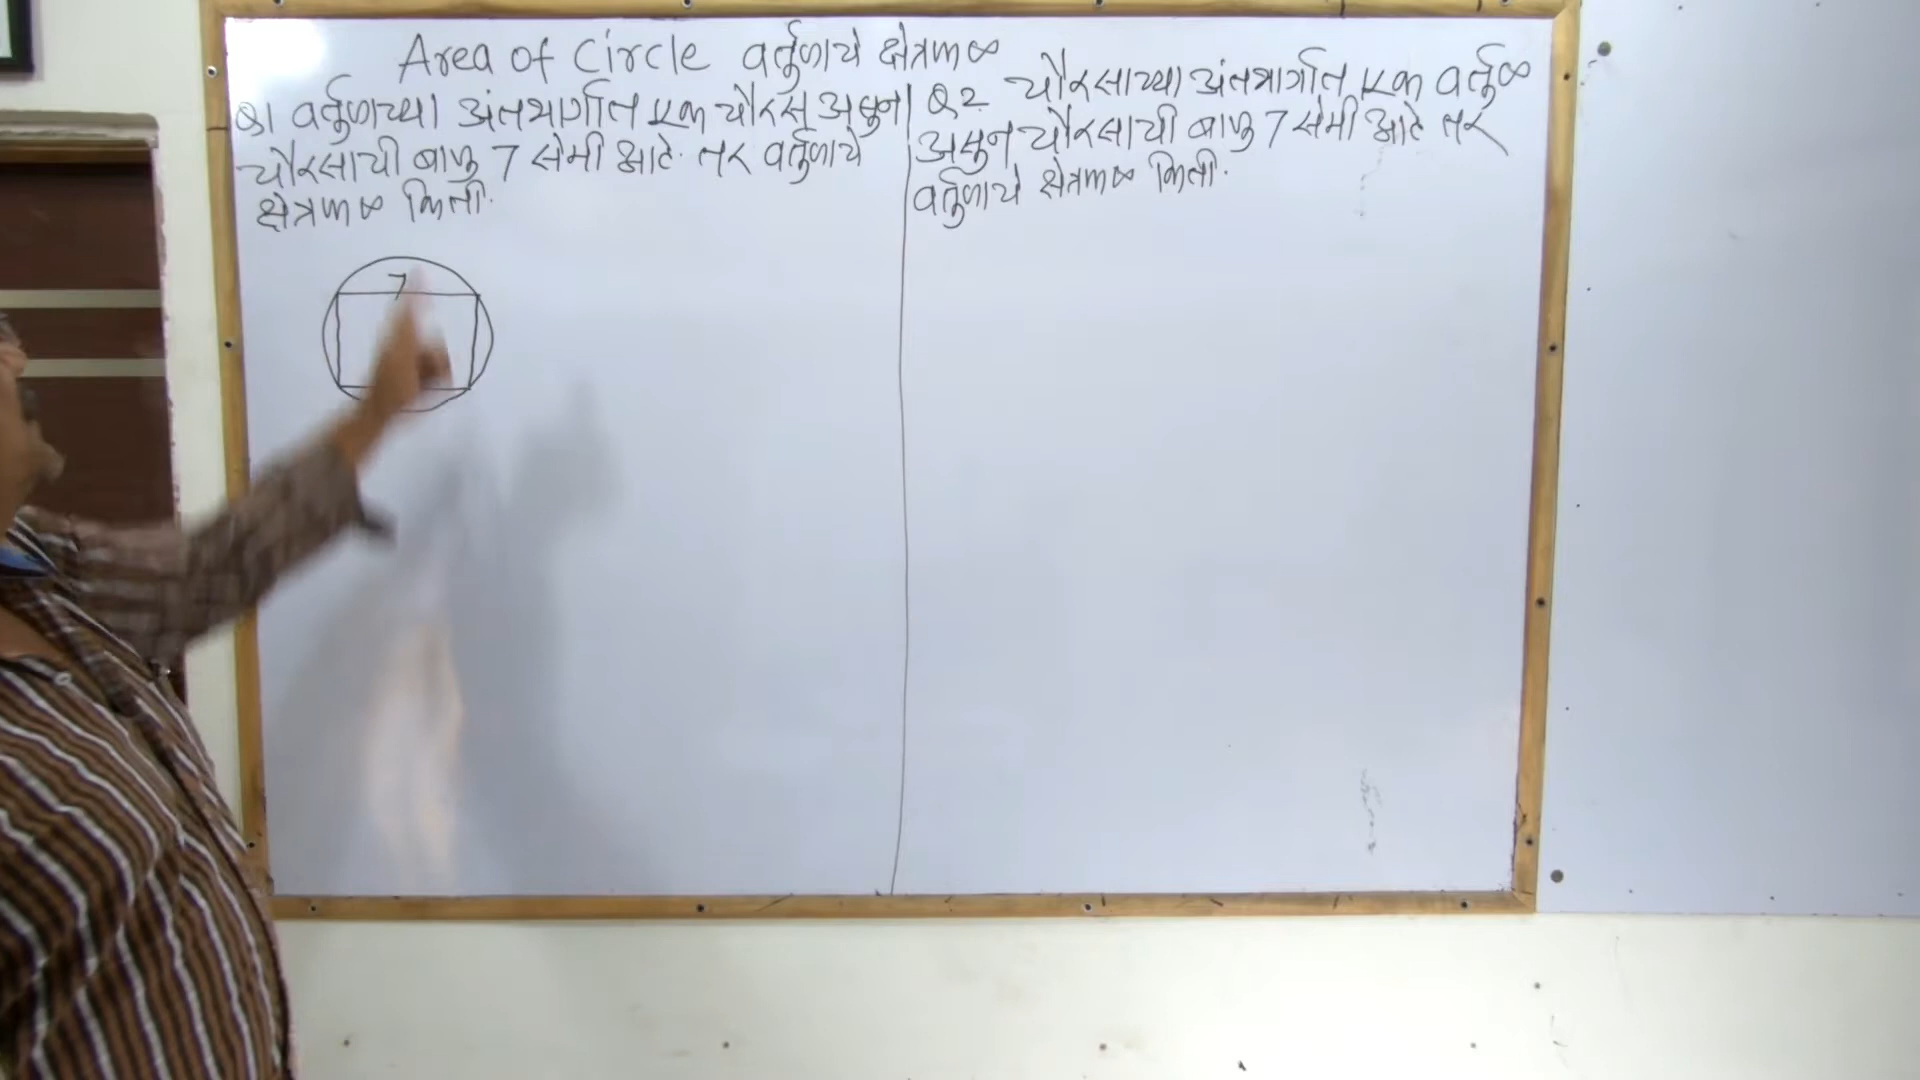 Area of Circle वर्तुळाचे क्षेत्रफळ
Q1 वर्तुळाच्या अंतर्भागात एक चौरस असून
चौरसाची बाजु 7 सेमी आहे. तर वर्तुळाचे
क्षेत्रफळ किती.
7
Q2 चौरसाच्या अंतर्भागात एक वर्तुळ
असुन चौरसाची बाजु 7 सेमी आहे तर
वर्तुळाचे क्षेत्रफळ किती.